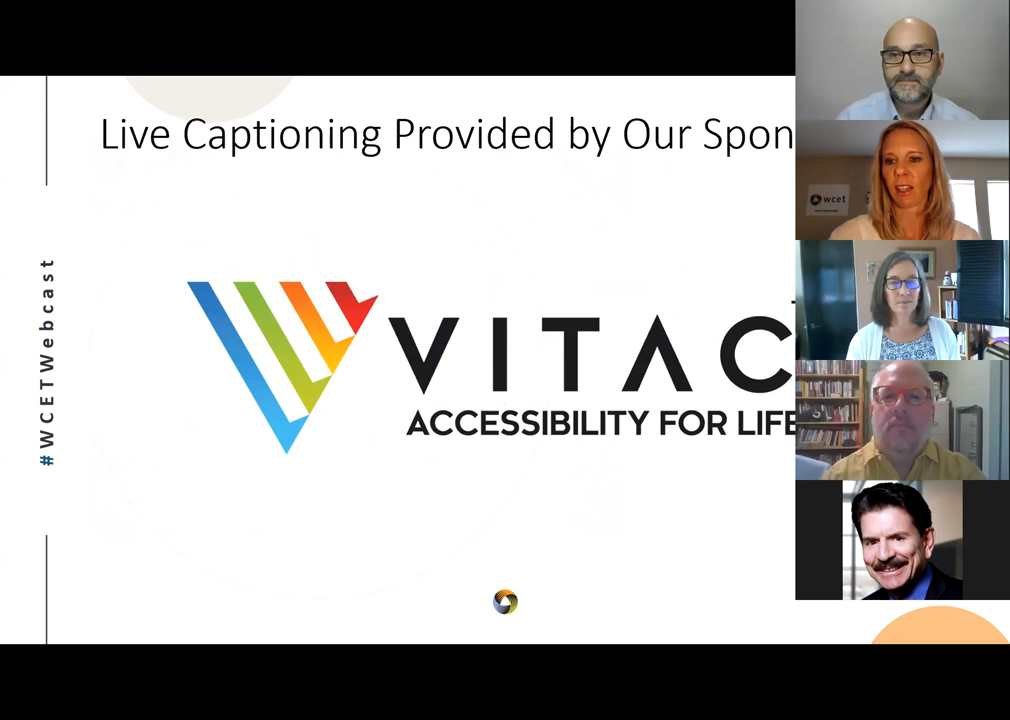 Live Captioning Provided by Our Spon
VITAC
ACCESSIBILITY FOR LIFE
#WCETWebcast
wcet